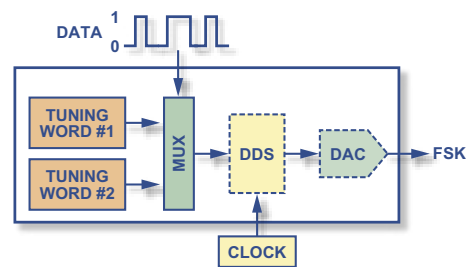 1
DATA
0
TUNING
WORD #1
MUX
DDS
DAC
FSK
TUNING
WORD #2
CLOCK